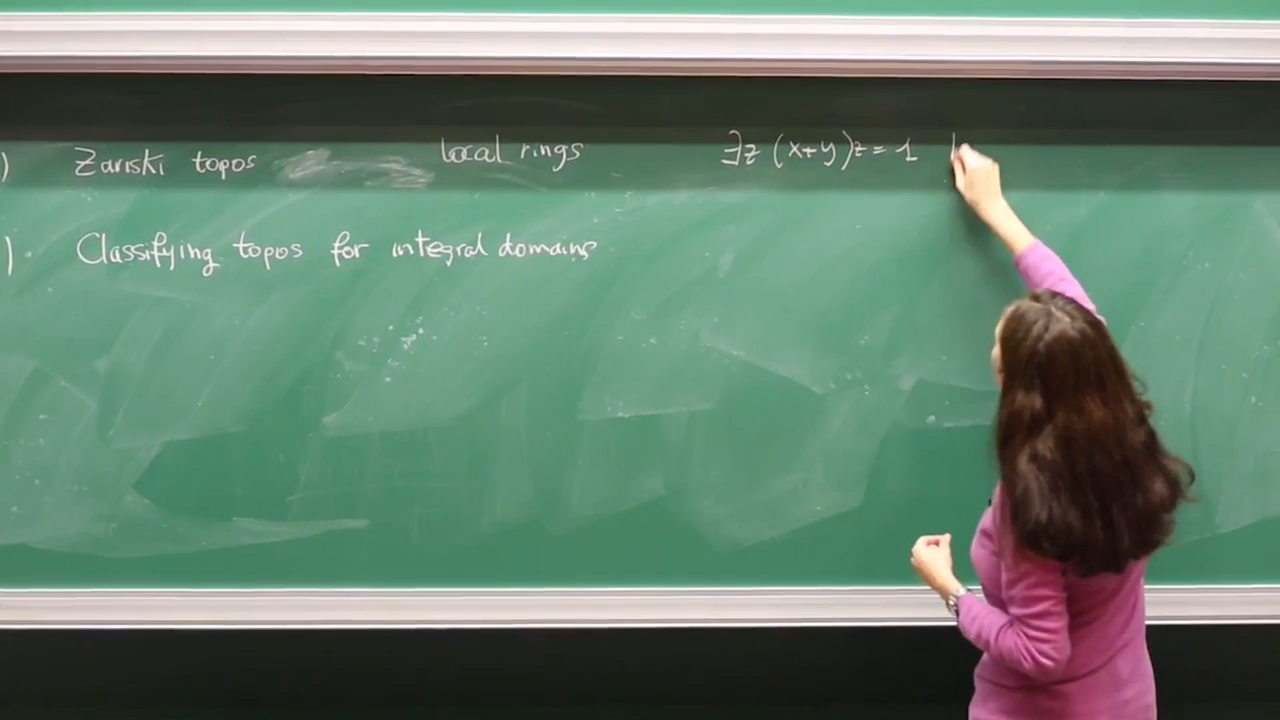 ) Zariski topos local rings ∃z (x+y)z = 1
) Classifying topos for integral domains